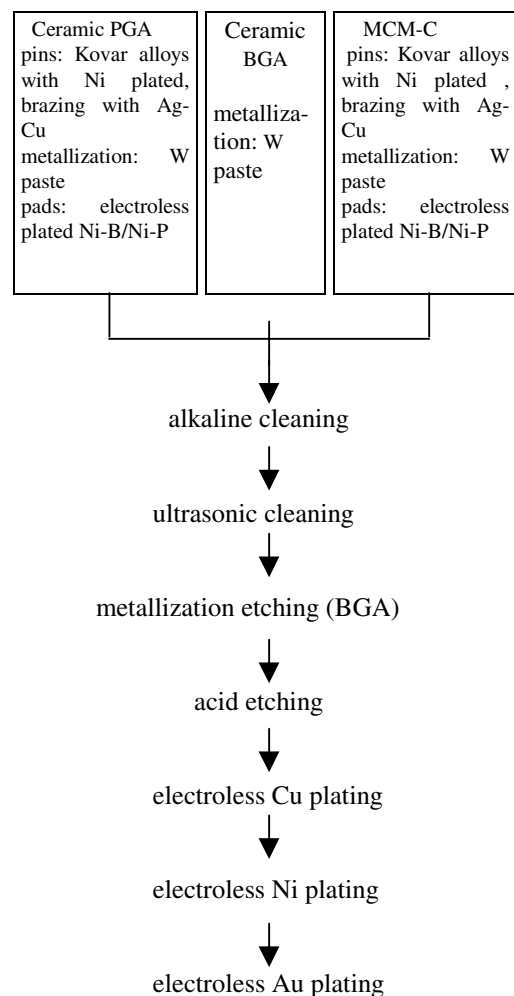 Ceramic PGA
pins: Kovar alloys
with Ni plated,
brazing with Ag-
Cu
metallization: W
paste
pads: electroless
plated Ni-B/Ni-P
Ceramic
BGA
metalliza-
tion: W
paste
MCM-C
pins: Kovar alloys
with Ni plated ,
brazing with Ag-
Cu
metallization: W
paste
pads: electroless
plated Ni-B/Ni-P
alkaline cleaning
ultrasonic cleaning
metallization etching (BGA)
acid etching
electroless Cu plating
electroless Ni plating
electroless Au plating